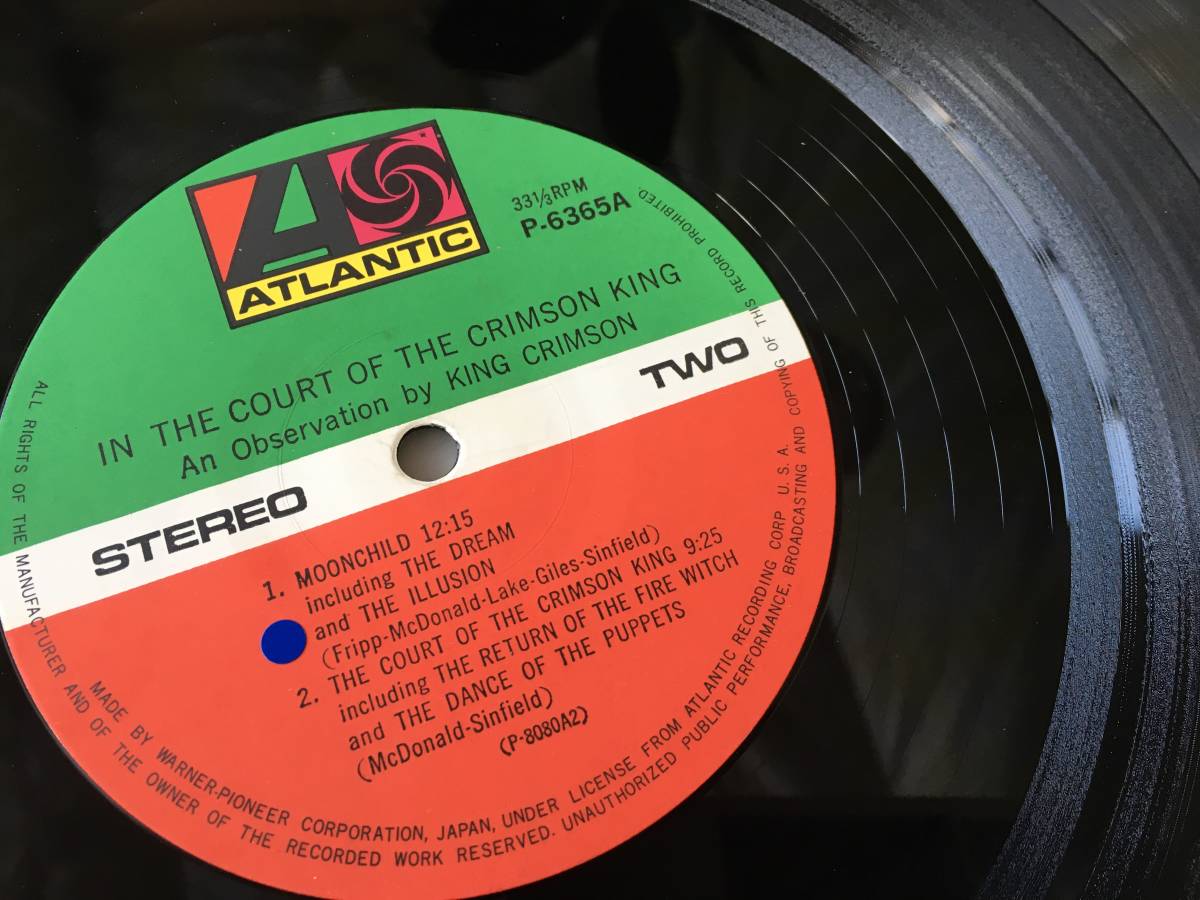 ATLANTIC
33⅓RPM
P-6365A
IN THE COURT OF THE CRIMSON KING
An Observation by KING CRIMSON
STEREO
TWO
1. MOONCHILD 12:15
including THE DREAM
and THE ILLUSION
(Fripp-McDonald-Lake-Giles-Sinfield)
2. THE COURT OF THE CRIMSON KING 9:25
including THE RETURN OF THE FIRE WITCH
and THE DANCE OF THE PUPPETS
(McDonald-Sinfield)
(P-8080A2)
MADE BY WARNER-PIONEER CORPORATION, JAPAN, UNDER LICENSE FROM ATLANTIC RECORDING CORP U. S. A.
ALL RIGHTS OF THE MANUFACTURER AND OF THE OWNER OF THE RECORDED WORK RESERVED. UNAUTHORIZED PUBLIC PERFORMANCE, BROADCASTING AND COPYING OF THIS RECORD PROHIBITED.